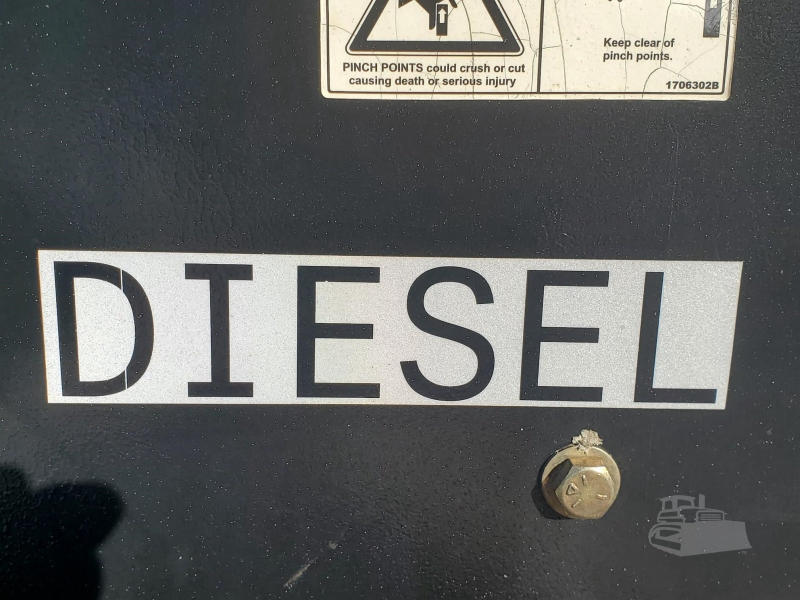 PINCH POINTS could crush or cut
causing death or serious injury
Keep clear of
pinch points.
1706302B
DIESEL